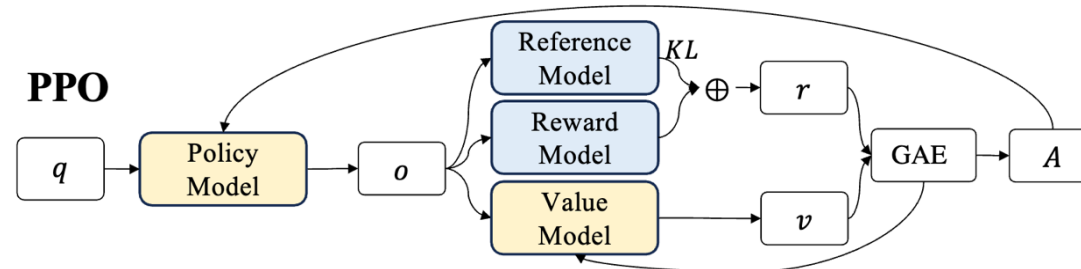 PPO
q
Policy
Model
o
Reference
Model
KL
Reward
Model
Value
Model
⊕
r
v
GAE
A